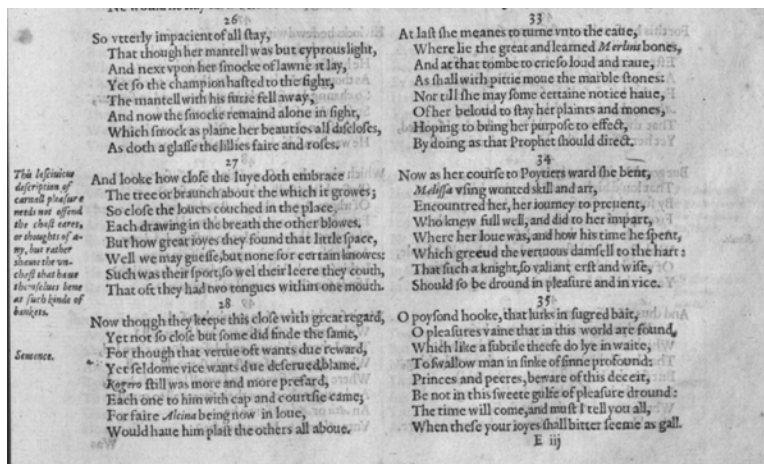 26
So vtterly impacient of all ſtay,
That though her mantell was but cyprous light,
And next vpon her ſmocke of lawne it lay,
Yet ſo the champion haſted to the fight,
The mantell with his furie fell away,
And now the ſmocke remaind alone in ſight,
Which ſmock as plaine her beauties all diſcloſes,
As doth a glaſſe the lillies faire and roſes.
27
And looke how cloſe the Iuye doth embrace
The tree or braunch about the which it growes;
So cloſe the louers couched in the place,
Each drawing in the breath the other blowes.
But how great ioyes they found that little ſpace,
Well we may gueſſe, but none for certain knowes:
Such was their ſport, ſo wel their leere they couth,
That oft they had two tongues within one mouth.
28
Now though they keepe this cloſe with great regard,
Yet not ſo cloſe but ſome did finde the ſame,
For though that vertue oft wants due reward,
Yet ſeldome vice wants due deſerued blame.
Rogero ſtill was more and more prefard,
Each one to him with cap and courtſie came;
For faire Alcina being now in loue,
Would haue him plaſt the others all aboue.
This laſciuious
deſcription of
carnall pleaſure
needs not offend
the chaſt eares,
or thoughts of a-
ny, but rather
ſhame the vn-
chaſt that haue
themſelues bene
at ſuch kinde of
bankets.
Sentence.
33
At laſt ſhe meanes to turne vnto the caue,
Where lie the great and learned Merlins bones,
And at that tombe to crie ſo loud and raue,
As ſhall with pittie moue the marble ſtones:
Nor till ſhe may ſome certaine notice haue,
Of her beloud to ſtay her plaints and mones,
Hoping to bring her purpoſe to effect,
By doing as that Prophet ſhould direct.
34
Now as her courſe to Poytiers ward ſhe bent,
Meliſſa vſing wonted skill and art,
Encountred her, her iourney to preuent,
Who knew full well, and did to her impart,
Where her loue was, and how his time he ſpent,
Which greeud the vertuous damſell to the hart:
That ſuch a knight, ſo valiant erſt and wiſe,
Should ſo be dround in pleaſure and in vice.
35
O poyſond hooke, that lurks in ſugred bait,
O pleaſures vaine that in this world are found,
Which like a ſubtile theefe do lye in waite,
To ſwallow man in ſinke of ſinne profound:
Princes and peeres, beware of this deceit,
Be not in this ſweete gulfe of pleaſure dround:
The time will come, and muſt I tell you all,
When theſe your ioyes ſhall bitter ſeeme as gall.
E iij